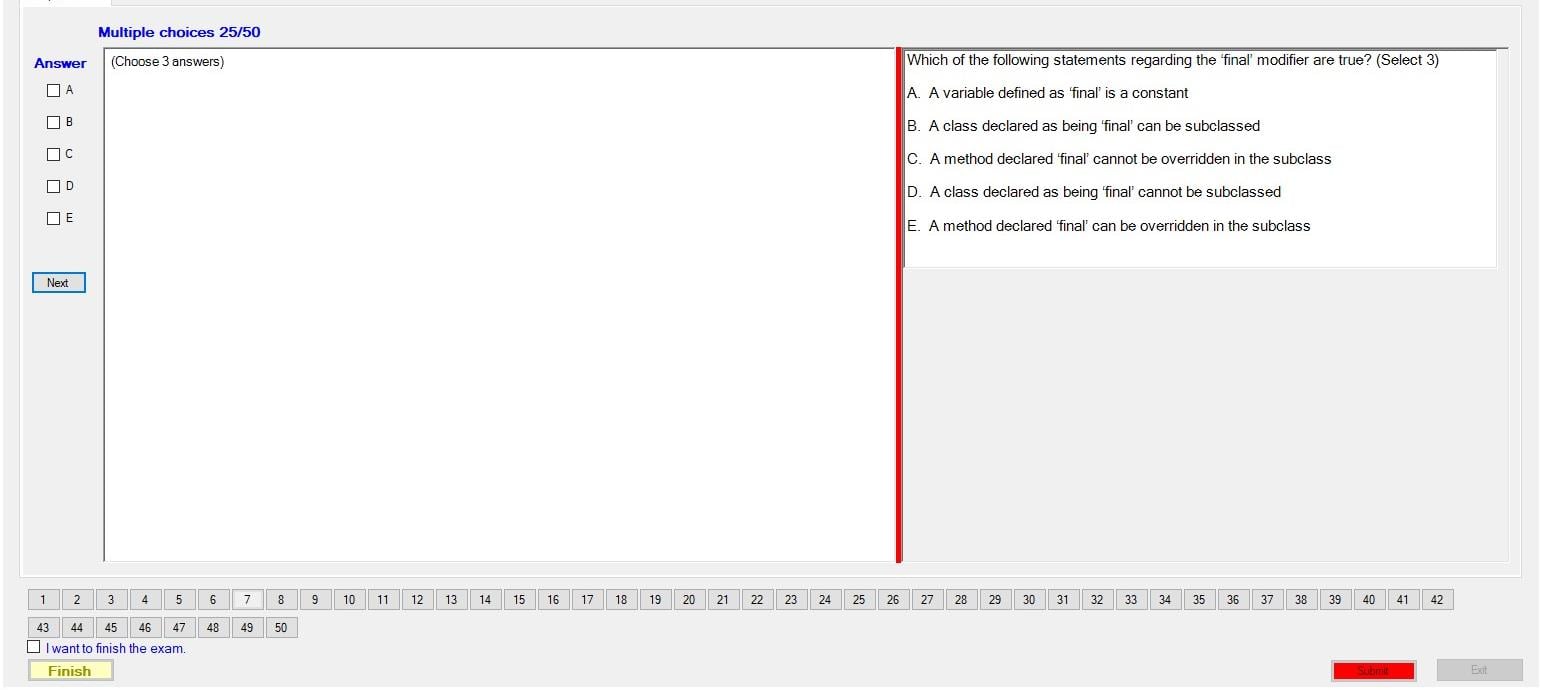 Multiple choices 25/50
Answer
(Choose 3 answers)
A
B
C
D
E
Next
Which of the following statements regarding the ‘final’ modifier are true? (Select 3)
A. A variable defined as ‘final’ is a constant
B. A class declared as being ‘final’ can be subclassed
C. A method declared ‘final’ cannot be overridden in the subclass
D. A class declared as being ‘final’ cannot be subclassed
E. A method declared ‘final’ can be overridden in the subclass
1 2 3 4 5 6 7 8 9 10 11 12 13 14 15 16 17 18 19 20 21 22 23 24 25 26 27 28 29 30 31 32 33 34 35 36 37 38 39 40 41 42
43 44 45 46 47 48 49 50
I want to finish the exam.
Finish
Submit
Exit